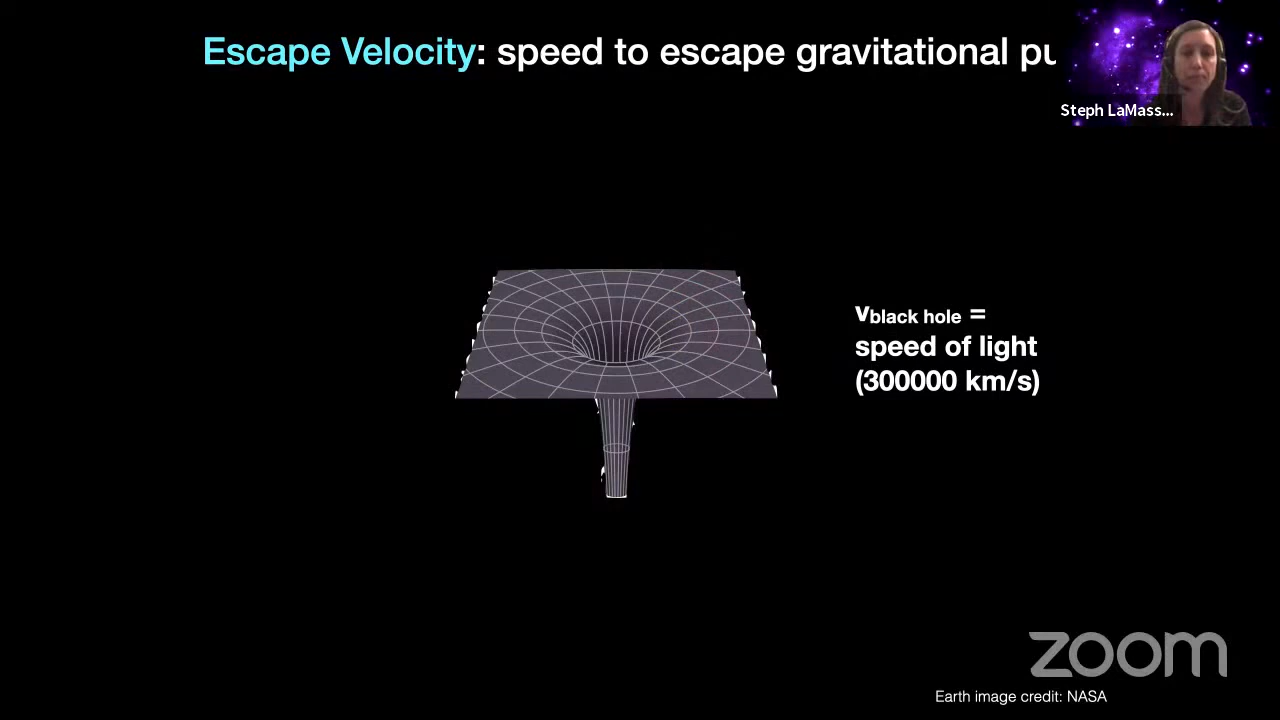 Escape Velocity: speed to escape gravitational pu
Steph LaMass...
vblack hole =
speed of light
(300000 km/s)
zoom
Earth image credit: NASA